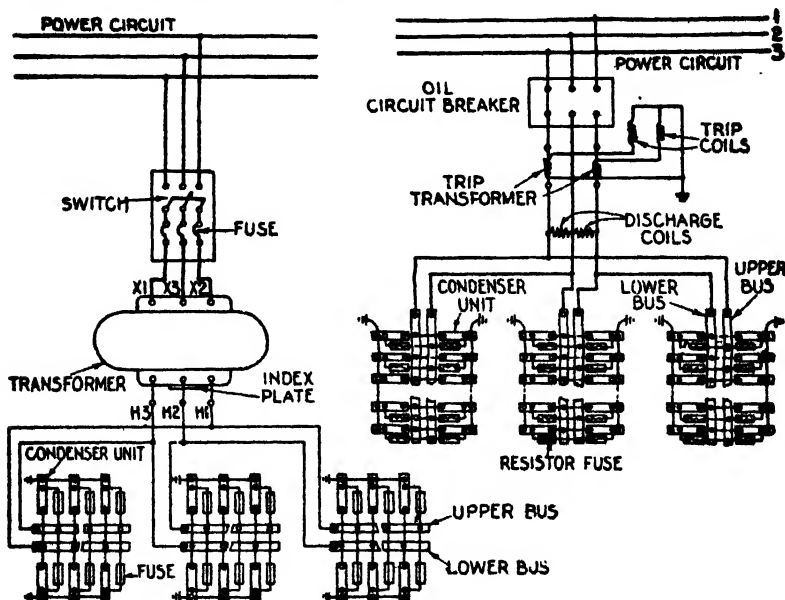 POWER CIRCUIT
SWITCH
FUSE
X1 X3 X2
TRANSFORMER
INDEX
PLATE
H3 H2 H1
CONDENSER UNIT
UPPER BUS
LOWER BUS
FUSE
1
2
3
POWER CIRCUIT
OIL
CIRCUIT BREAKER
TRIP
COILS
TRIP
TRANSFORMER
DISCHARGE
COILS
CONDENSER
UNIT
LOWER
BUS
UPPER
BUS
RESISTOR FUSE